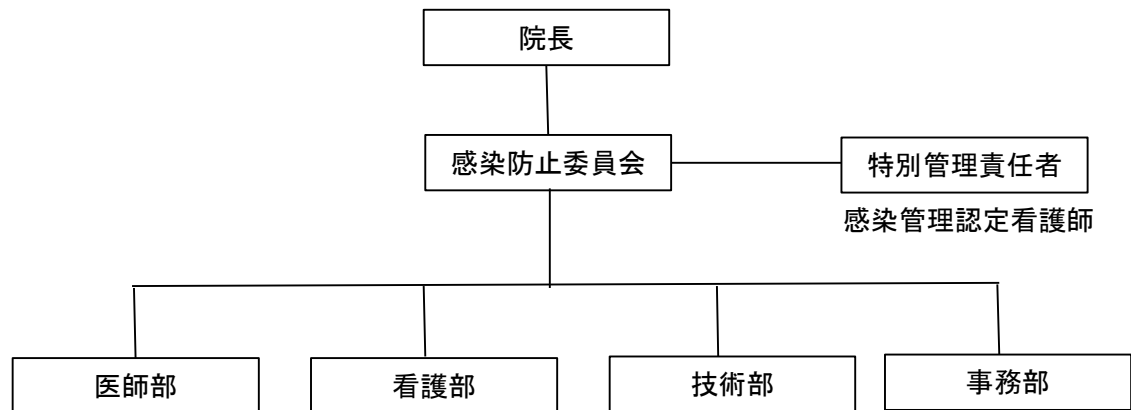 院長
感染防止委員会
特別管理責任者
感染管理認定看護師
医師部
看護部
技術部
事務部